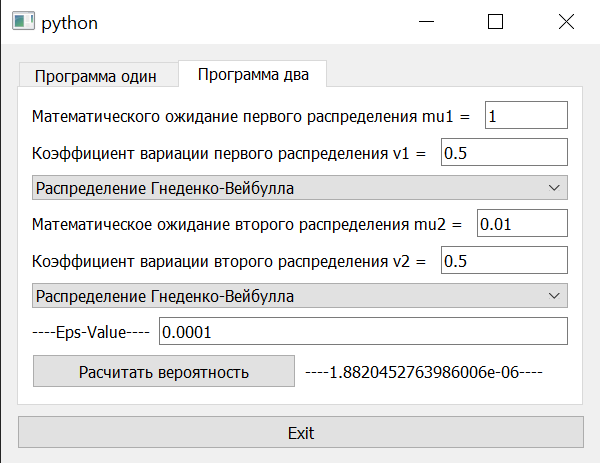 python
Программа один Программа два
Математического ожидание первого распределения mu1 = 1
Коэффициент вариации первого распределения v1 = 0.5
Распределение Гнеденко-Вейбулла
Математическое ожидание второго распределения mu2 = 0.01
Коэффициент вариации второго распределения v2 = 0.5
Распределение Гнеденко-Вейбулла
----Eps-Value---- 0.0001
Расчитать вероятность ----1.8820452763986006e-06----
Exit